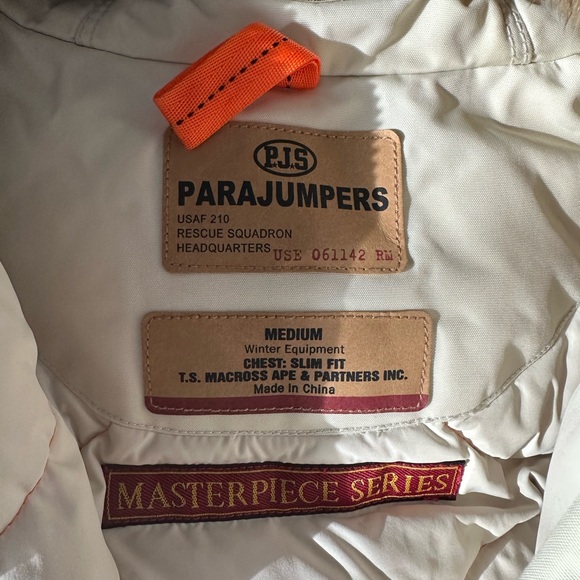 P.J.S
PARAJUMPERS
USAF 210
RESCUE SQUADRON
HEADQUARTERS USE 061142 RW
MEDIUM
Winter Equipment
CHEST: SLIM FIT
T.S. MACROSS APE & PARTNERS INC.
Made In China
MASTERPIECE SERIES